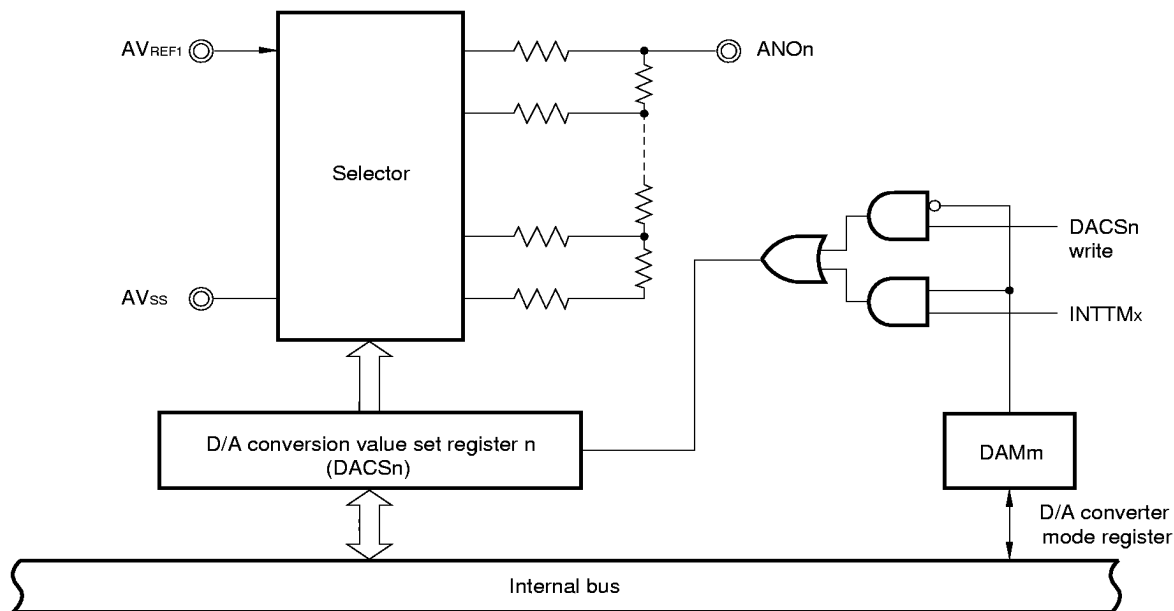 AVREF1
ANOn
Selector
DACSn
write
AVSS
INTTMx
D/A conversion value set register n
(DACSn)
DAMm
D/A converter
mode register
Internal bus